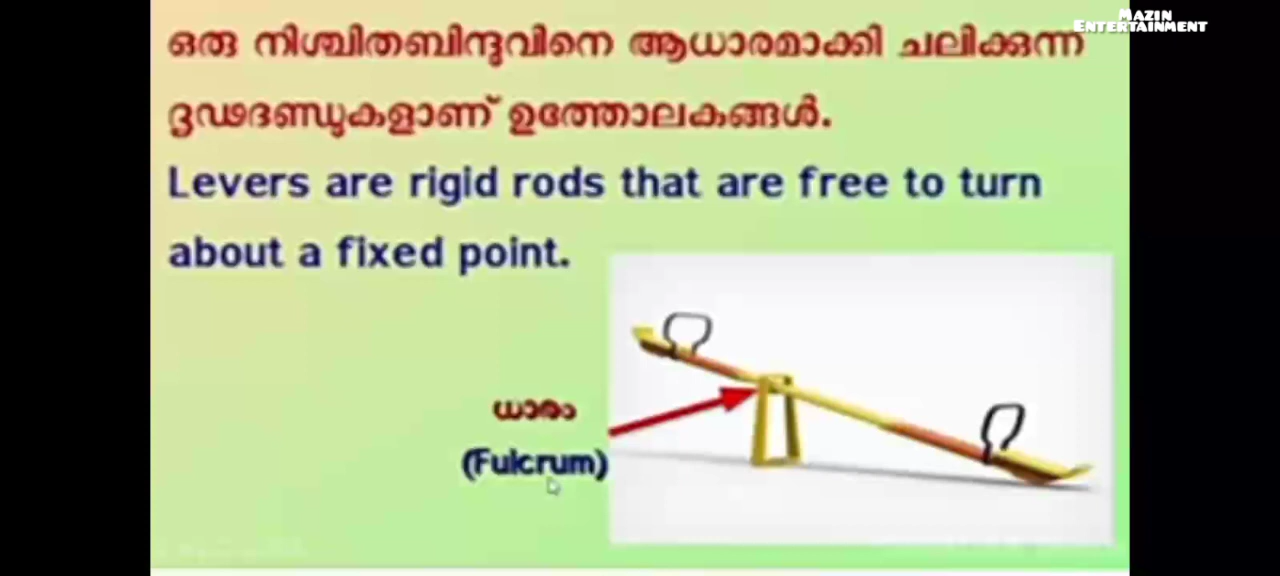 Mazin
Entertainment
ഒരു നിശ്ചിതബിന്ദുവിനെ ആധാരമാക്കി ചലിക്കുന്ന
ദൃഢദണ്ഡുകളാണ് ഉത്തോലകങ്ങൾ.
Levers are rigid rods that are free to turn
about a fixed point.
ധാരം
(Fulcrum)